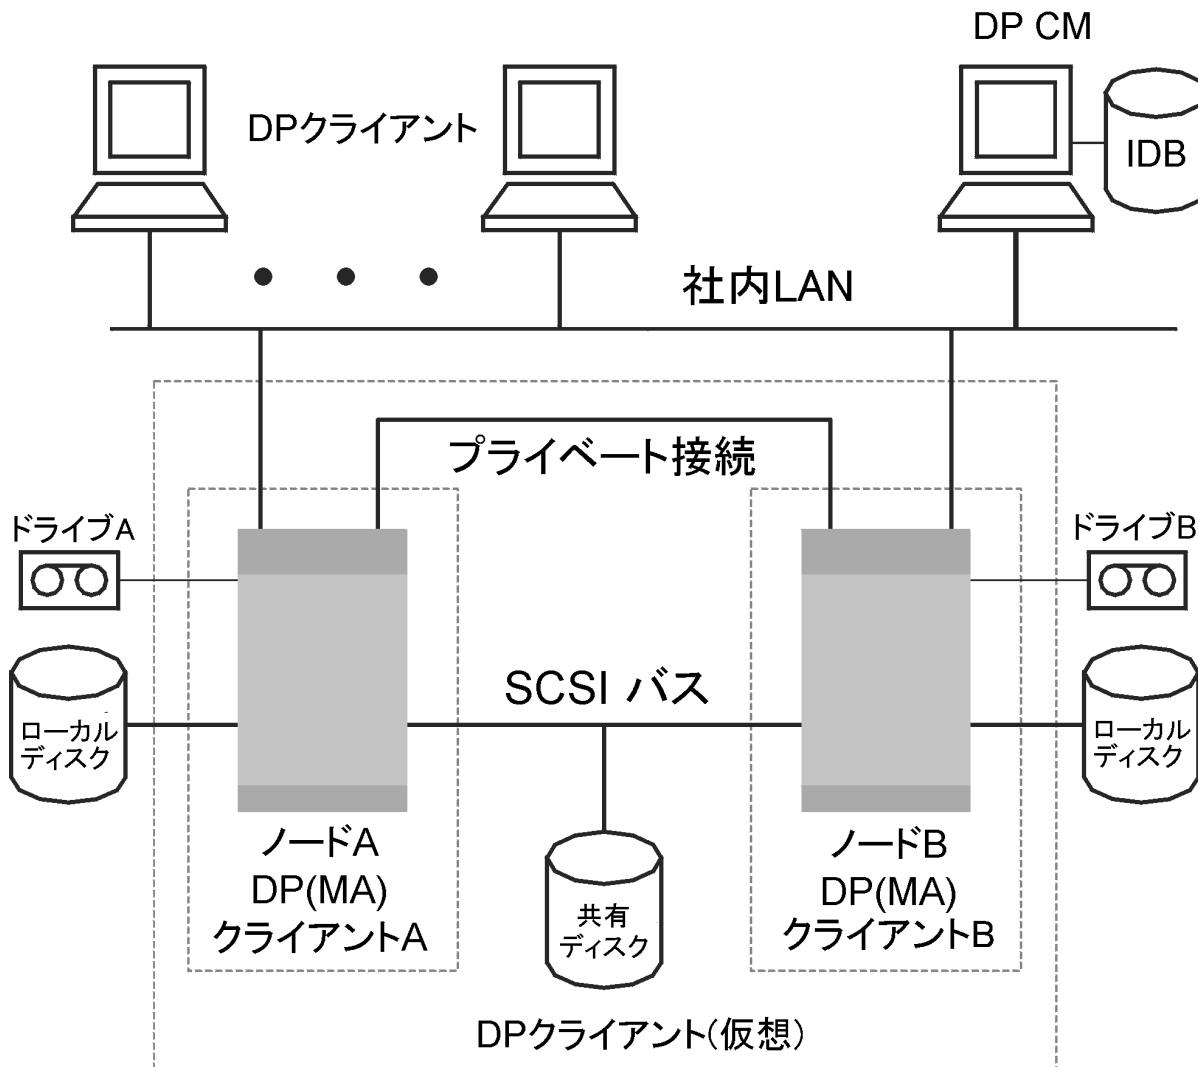 DP CM
DPクライアント
IDB
社内LAN
プライベート接続
ドライブA
ドライブB
SCSI バス
ローカル
ディスク
ローカル
ディスク
ノードA
DP(MA)
クライアントA
共有
ディスク
ノードB
DP(MA)
クライアントB
DPクライアント(仮想)